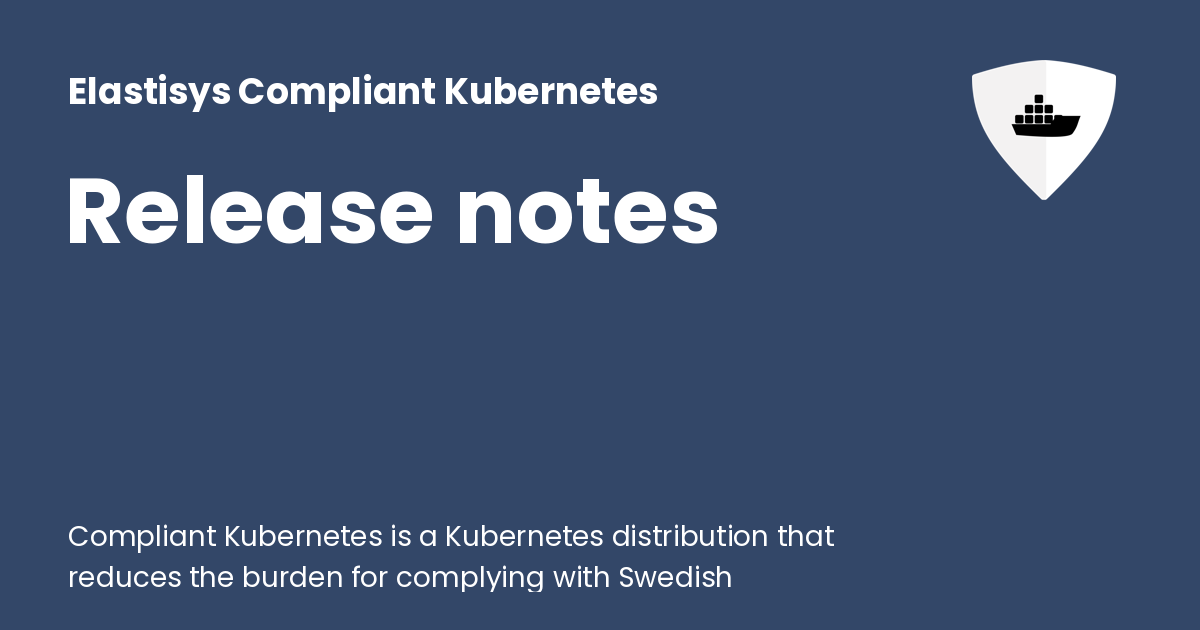 Elastisys Compliant Kubernetes
Release notes
Compliant Kubernetes is a Kubernetes distribution that
reduces the burden for complying with Swedish